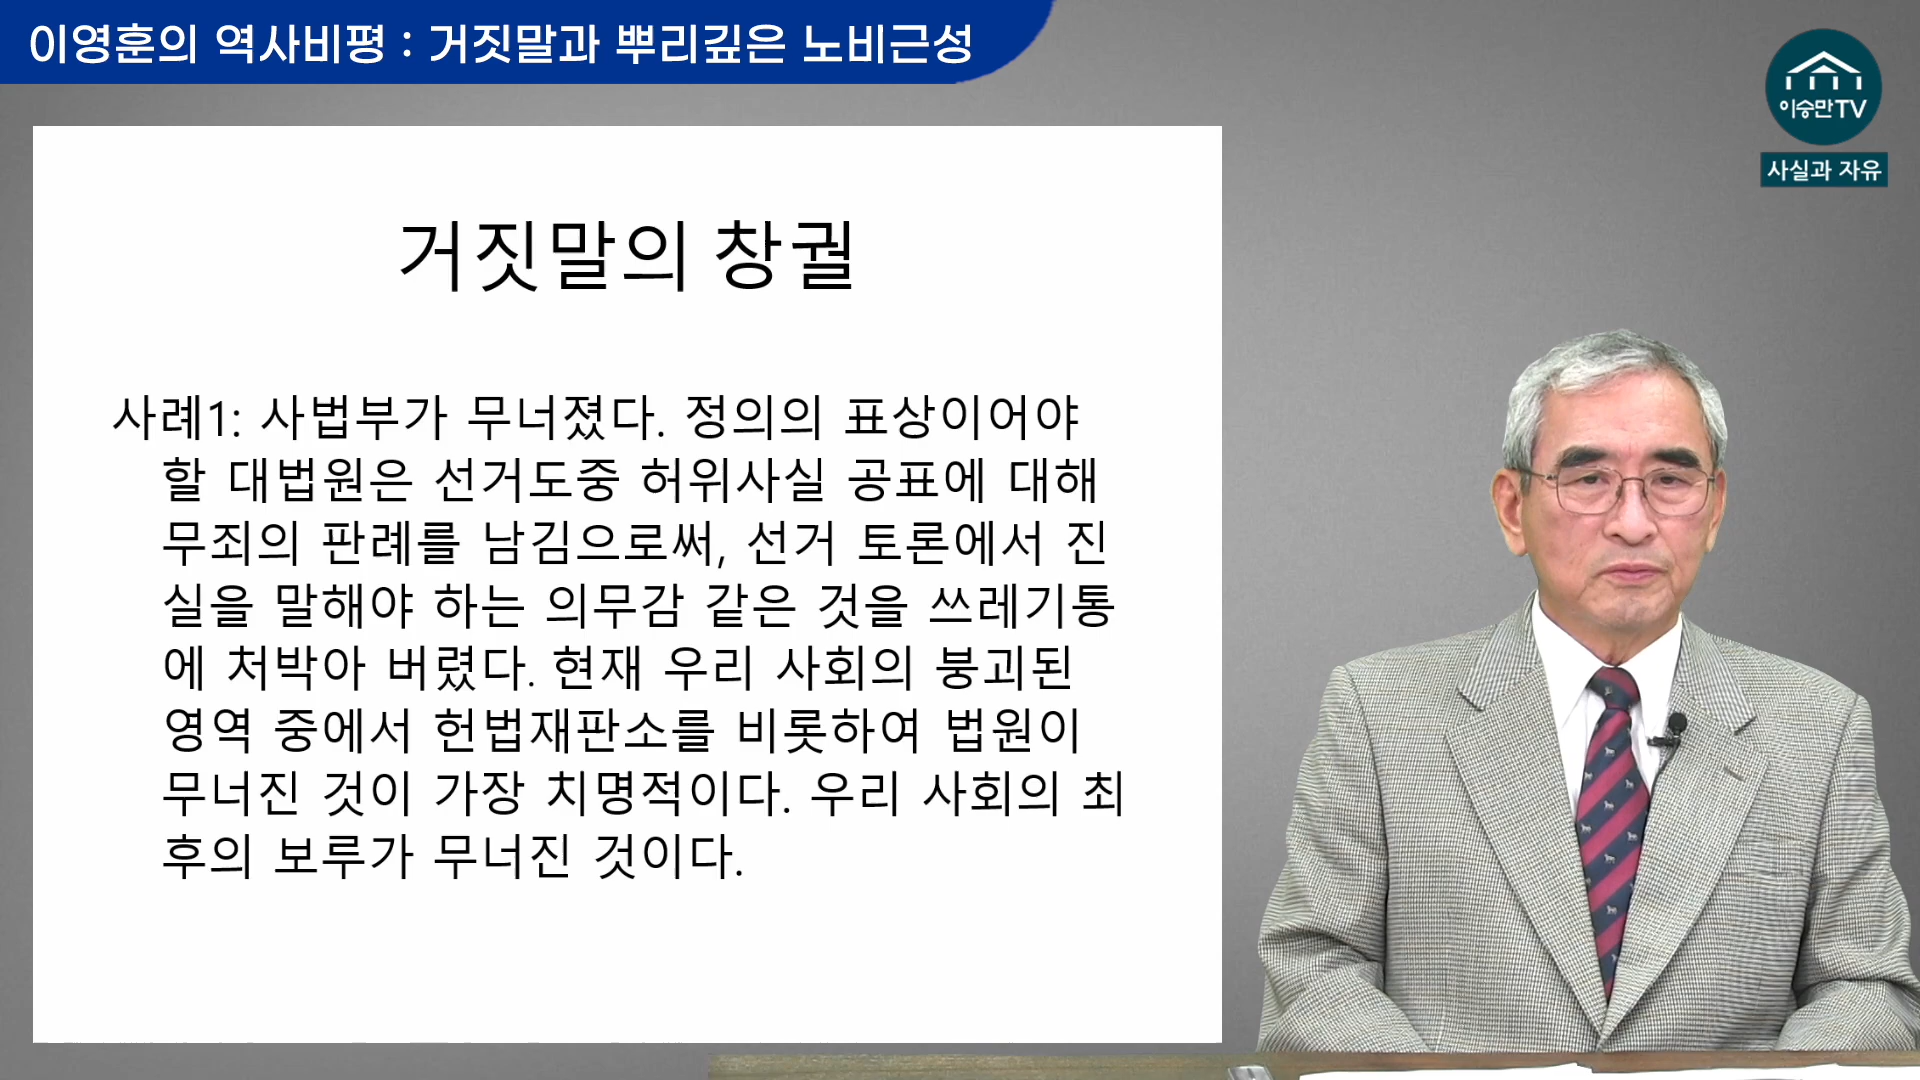 이영훈의 역사비평 : 거짓말과 뿌리깊은 노비근성
이승만TV
사실과 자유
거짓말의 창궐
사례1: 사법부가 무너졌다. 정의의 표상이어야
할 대법원은 선거도중 허위사실 공표에 대해
무죄의 판례를 남김으로써, 선거 토론에서 진
실을 말해야 하는 의무감 같은 것을 쓰레기통
에 처박아 버렸다. 현재 우리 사회의 붕괴된
영역 중에서 헌법재판소를 비롯하여 법원이
무너진 것이 가장 치명적이다. 우리 사회의 최
후의 보루가 무너진 것이다.